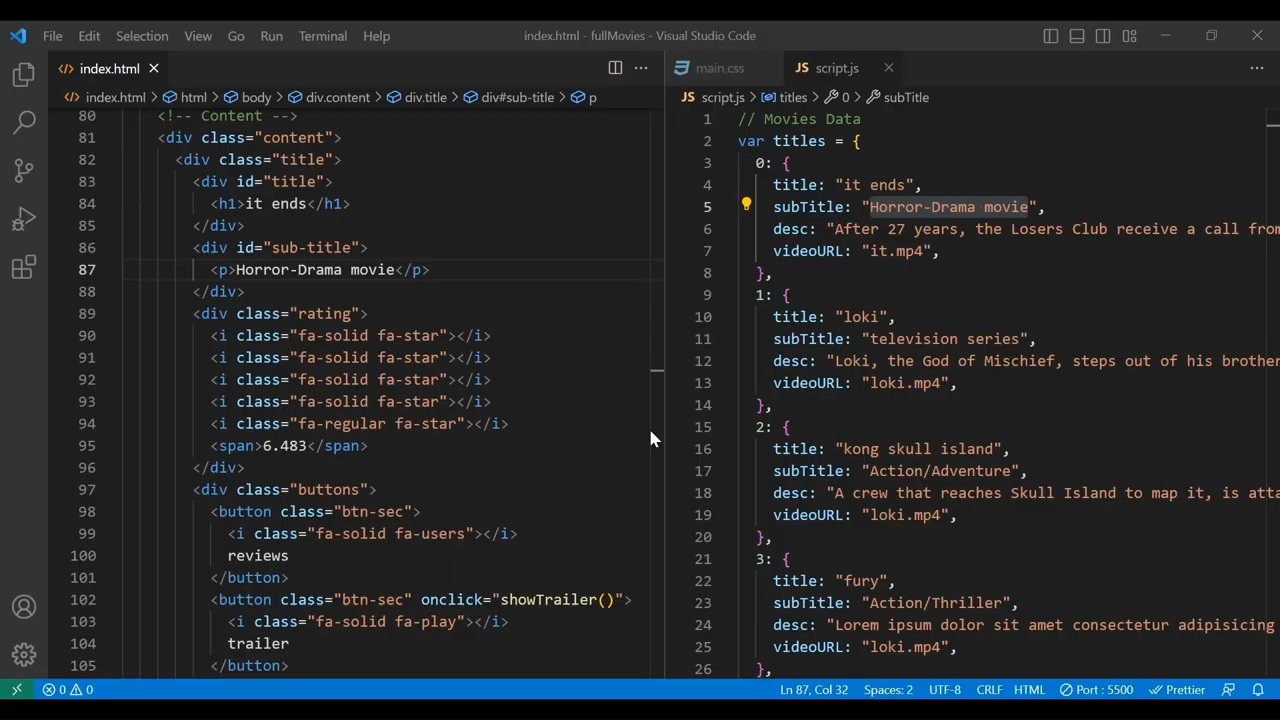 File Edit Selection View Go Run Terminal Help index.html - fullMovies - Visual Studio Code
index.html
index.html > html > body > div.content > div.title > div#sub-title > p
80 <!-- Content -->
81 <div class="content">
82 <div class="title">
83 <div id="title">
84 <h1>it ends</h1>
85 </div>
86 <div id="sub-title">
87 <p>Horror-Drama movie</p>
88 </div>
89 <div class="rating">
90 <i class="fa-solid fa-star"></i>
91 <i class="fa-solid fa-star"></i>
92 <i class="fa-solid fa-star"></i>
93 <i class="fa-solid fa-star"></i>
94 <i class="fa-regular fa-star"></i>
95 <span>6.483</span>
96 </div>
97 <div class="buttons">
98 <button class="btn-sec">
99 <i class="fa-solid fa-users"></i>
100 reviews
101 </button>
102 <button class="btn-sec" onclick="showTrailer()">
103 <i class="fa-solid fa-play"></i>
104 trailer
105 </button>
main.css JS script.js
JS script.js > titles > 0 > subTitle
1 // Movies Data
2 var titles = {
3 0: {
4 title: "it ends",
5 subTitle: "Horror-Drama movie",
6 desc: "After 27 years, the Losers Club receive a call from
7 videoURL: "it.mp4",
8 },
9 1: {
10 title: "loki",
11 subTitle: "television series",
12 desc: "Loki, the God of Mischief, steps out of his brother
13 videoURL: "loki.mp4",
14 },
15 2: {
16 title: "kong skull island",
17 subTitle: "Action/Adventure",
18 desc: "A crew that reaches Skull Island to map it, is atta
19 videoURL: "loki.mp4",
20 },
21 3: {
22 title: "fury",
23 subTitle: "Action/Thriller",
24 desc: "Lorem ipsum dolor sit amet consectetur adipisicing
25 videoURL: "loki.mp4",
26 },
0 0 Ln 87, Col 32 Spaces: 2 UTF-8 CRLF HTML Port : 5500 Prettier